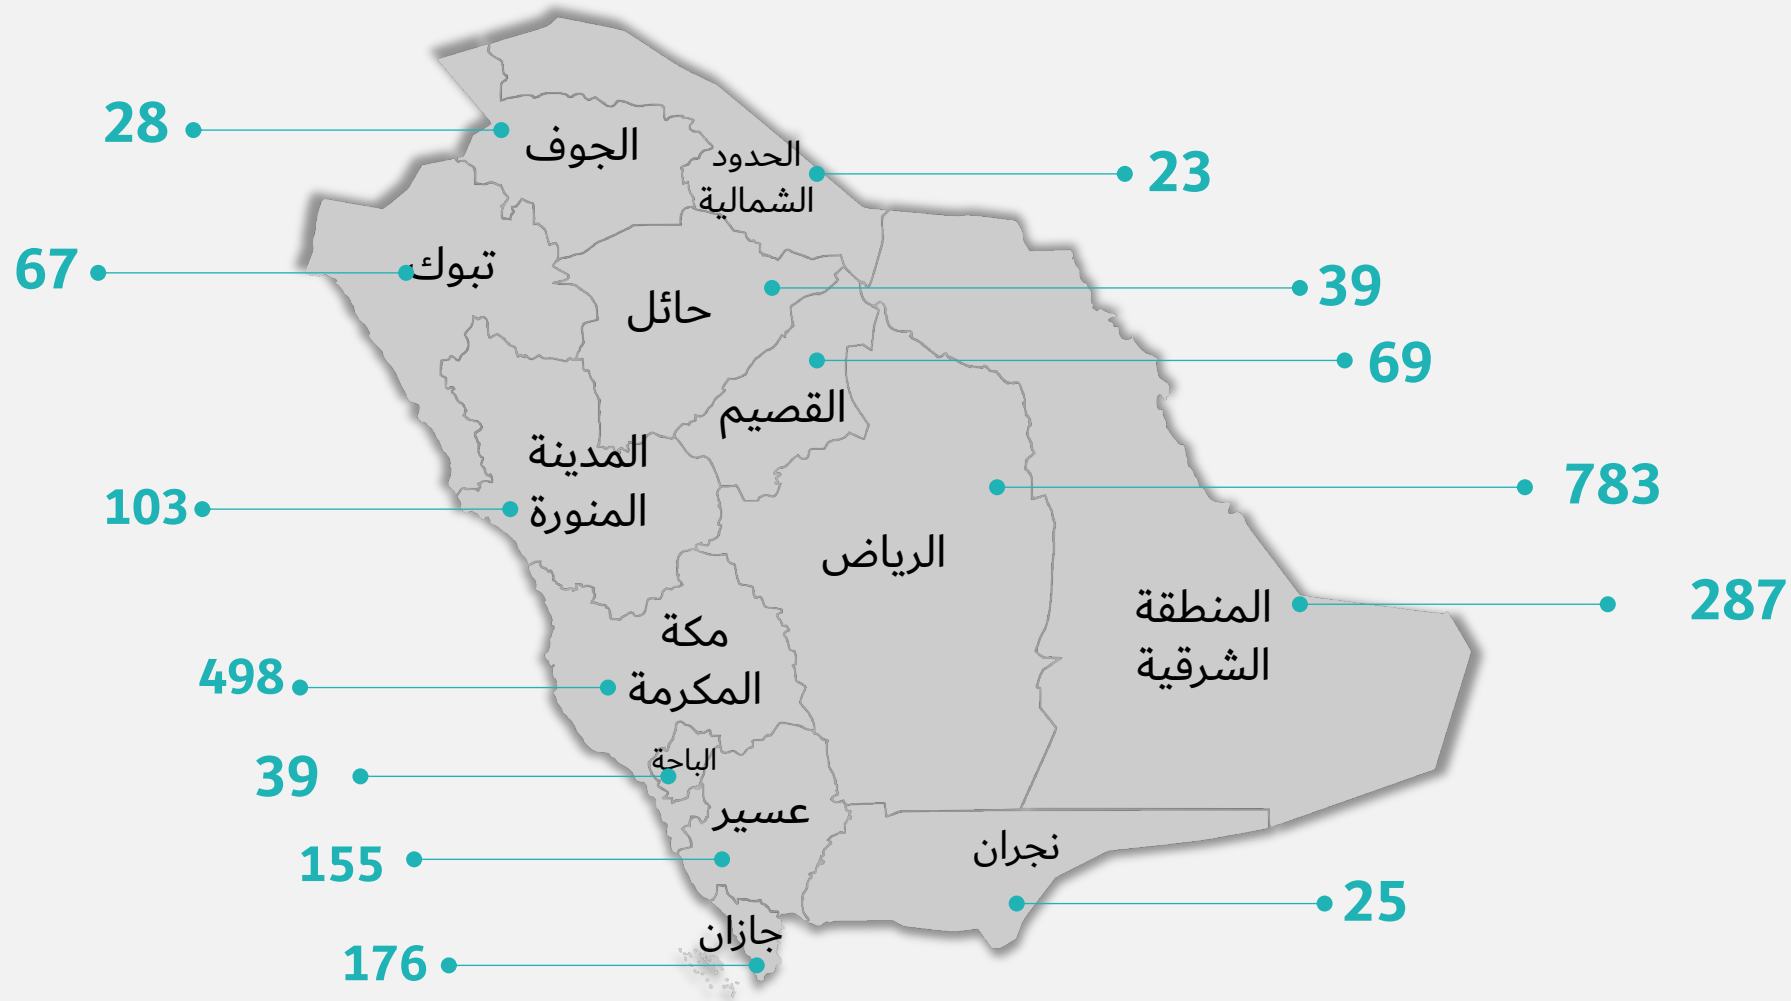 28
الجوف
الحدود
الشمالية
23
67
تبوك
حائل
39
69
القصيم
المدينة
المنورة
103
783
الرياض
المنطقة
الشرقية
287
مكة
المكرمة
498
الباحة
39
عسير
155
نجران
25
جازان
176